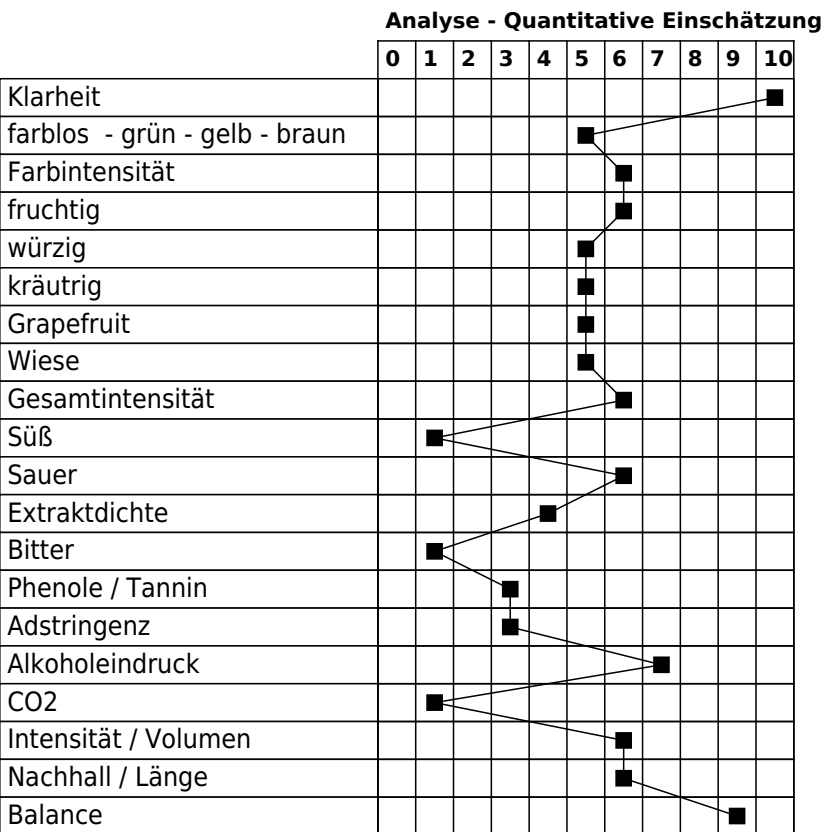 Analyse - Quantitative Einschätzung
0 1 2 3 4 5 6 7 8 9 10
Klarheit
farblos - grün - gelb - braun
Farbintensität
fruchtig
würzig
kräutrig
Grapefruit
Wiese
Gesamtintensität
Süß
Sauer
Extraktdichte
Bitter
Phenole / Tannin
Adstringenz
Alkoholeindruck
CO2
Intensität / Volumen
Nachhall / Länge
Balance